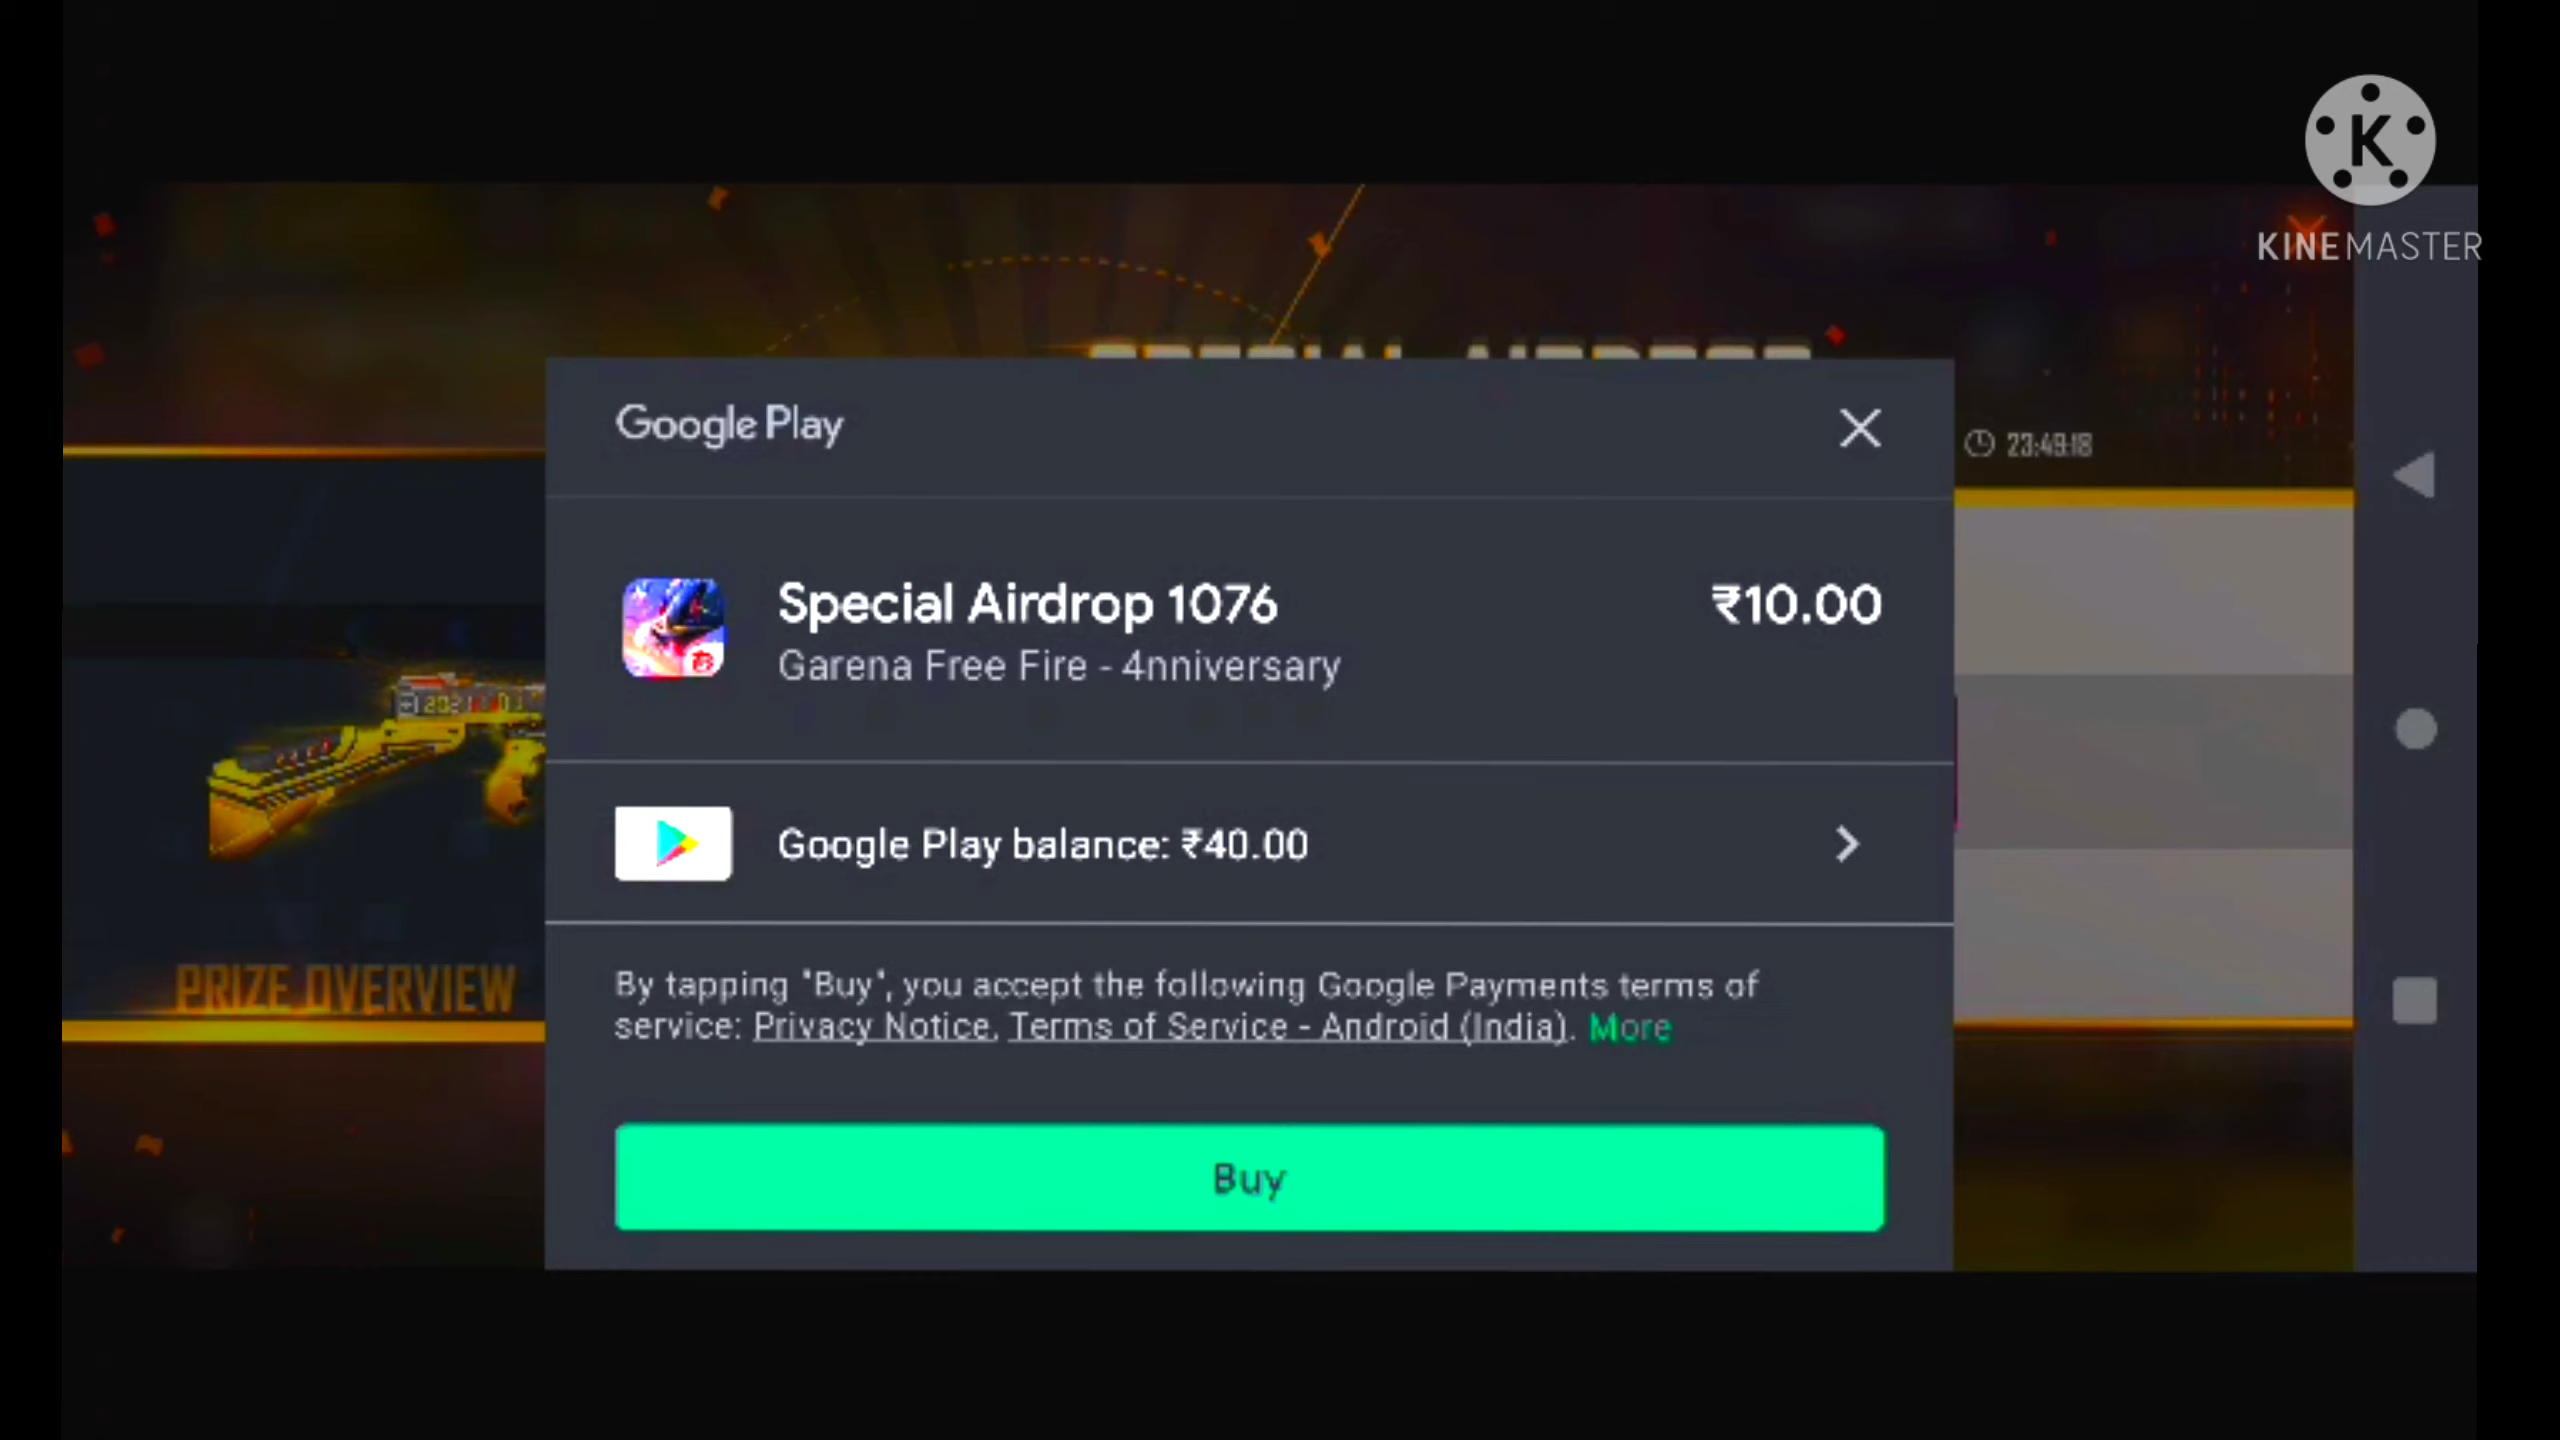 K
KINEMASTER
SPECIAL AIRDROP
Google Play
23:49:18
Special Airdrop 1076
₹10.00
Garena Free Fire - 4nniversary
Google Play balance: ₹40.00
PRIZE OVERVIEW
By tapping "Buy", you accept the following Google Payments terms of
service: Privacy Notice, Terms of Service - Android (India). More
Buy